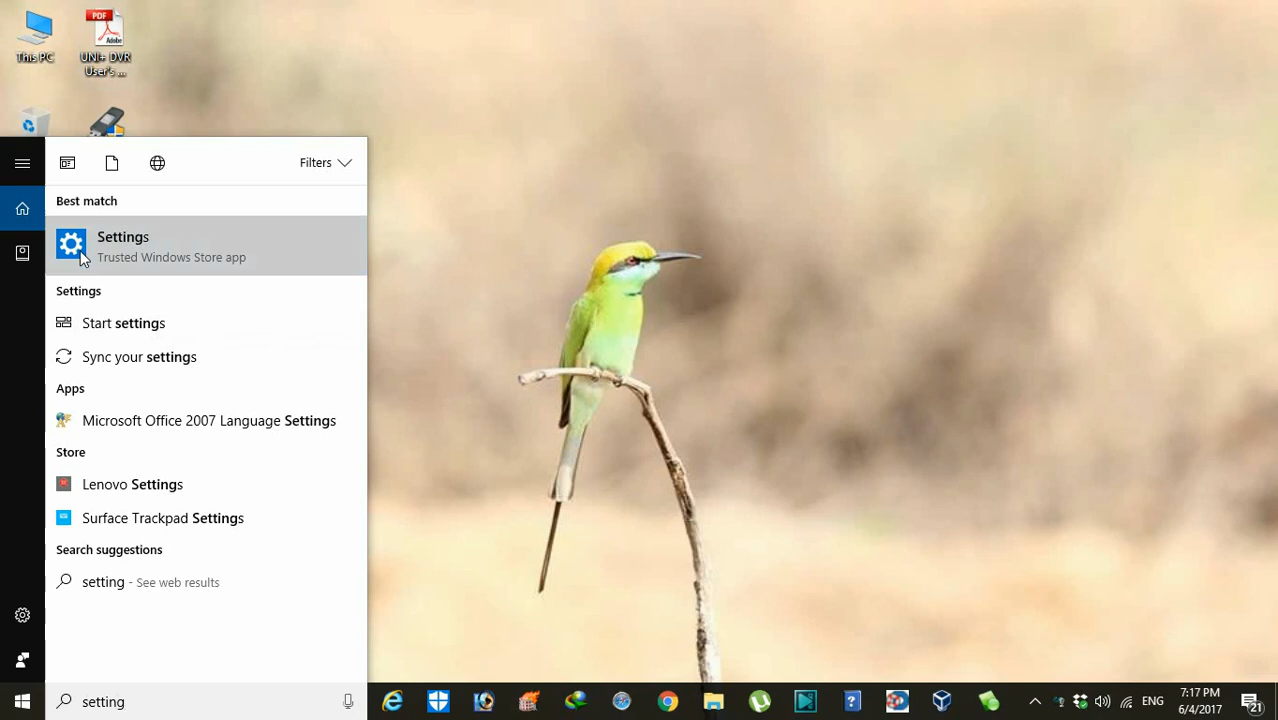 This PC
PDF
Adobe
UNI+ DVR
User's ...
Filters
Best match
Settings
Trusted Windows Store app
Settings
Start settings
Sync your settings
Apps
Microsoft Office 2007 Language Settings
Store
Lenovo Settings
Surface Trackpad Settings
Search suggestions
setting - See web results
setting
ENG
7:17 PM
6/4/2017
21